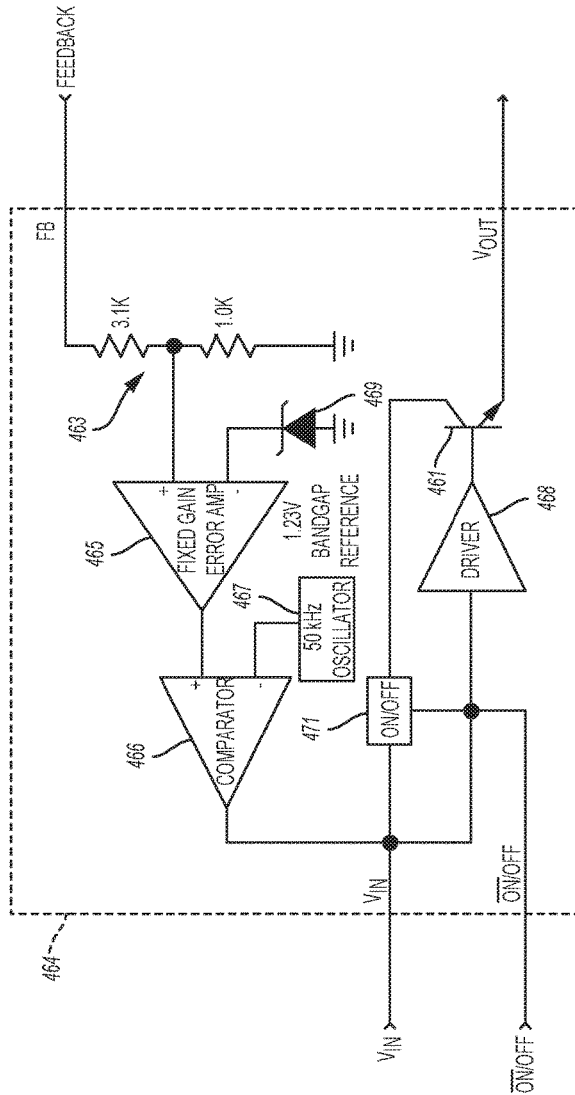 FB
FEEDBACK
3.1K
1.0K
463
469
465
+
-
FIXED GAIN
ERROR AMP
1.23V
BANDGAP
REFERENCE
466
+
-
COMPARATOR
467
50 kHz
OSCILLATOR
464
471
ON/OFF
461
468
DRIVER
VIN
VIN
VOUT
ON/OFF
ON/OFF